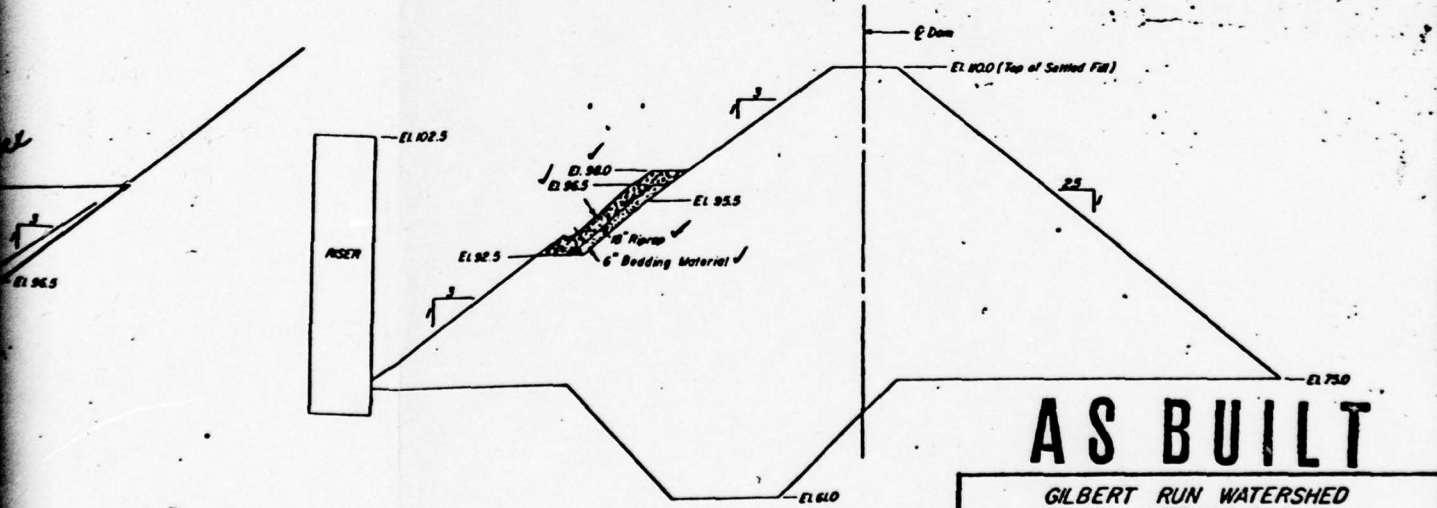 ℄ Dam
El. 110.0 (Top of Settled Fill)
3
1
El. 102.5
El. 98.0
El. 96.5
El. 95.5
18" Riprap
6" Bedding Material
El. 92.5
RISER
3
1
2.5
1
3
1
El. 96.5
El. 75.0
El. 61.0
AS BUILT
GILBERT RUN WATERSHED